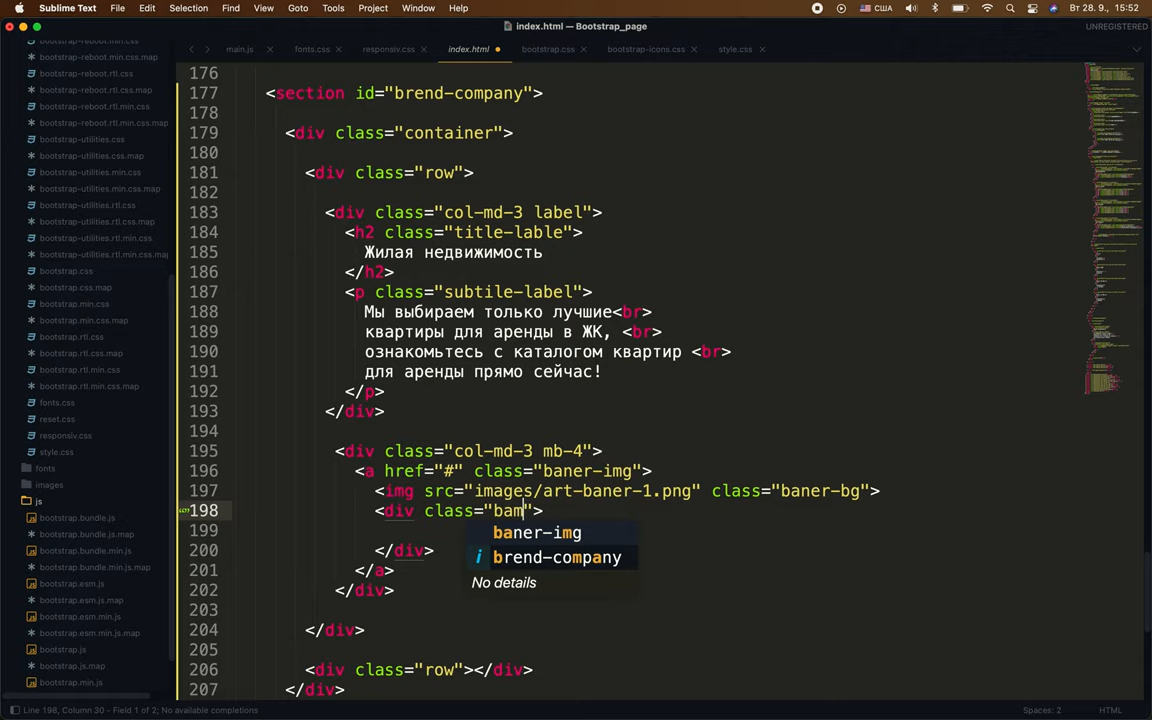 Sublime Text File Edit Selection Find View Goto Tools Project Window Help США Вт 28. 9., 15:52
index.html — Bootstrap_page UNREGISTERED
main.js fonts.css responsiv.css index.html bootstrap.css bootstrap-icons.css style.css
bootstrap-reboot.min.css.map
bootstrap-reboot.rtl.css
bootstrap-reboot.rtl.css.map
bootstrap-reboot.rtl.min.css
bootstrap-reboot.rtl.min.css.map
bootstrap-utilities.css
bootstrap-utilities.css.map
bootstrap-utilities.min.css
bootstrap-utilities.min.css.map
bootstrap-utilities.rtl.css
bootstrap-utilities.rtl.css.map
bootstrap-utilities.rtl.min.css
bootstrap-utilities.rtl.min.css.map
bootstrap.css
bootstrap.css.map
bootstrap.min.css
bootstrap.min.css.map
bootstrap.rtl.css
bootstrap.rtl.css.map
bootstrap.rtl.min.css
bootstrap.rtl.min.css.map
fonts.css
reset.css
responsiv.css
style.css
fonts
images
js
bootstrap.bundle.js
bootstrap.bundle.js.map
bootstrap.bundle.min.js
bootstrap.bundle.min.js.map
bootstrap.esm.js
bootstrap.esm.js.map
bootstrap.esm.min.js
bootstrap.esm.min.js.map
bootstrap.js
bootstrap.js.map
bootstrap.min.js
176
177 <section id="brend-company">
178
179 <div class="container">
180
181 <div class="row">
182
183 <div class="col-md-3 label">
184 <h2 class="title-lable">
185 Жилая недвижимость
186 </h2>
187 <p class="subtile-label">
188 Мы выбираем только лучшие<br>
189 квартиры для аренды в ЖК, <br>
190 ознакомьтесь с каталогом квартир <br>
191 для аренды прямо сейчас!
192 </p>
193 </div>
194
195 <div class="col-md-3 mb-4">
196 <a href="#" class="baner-img">
197 <img src="images/art-baner-1.png" class="baner-bg">
198 <div class="bam">
199
200 </div>
201 </a>
202 </div>
203
204 </div>
205
206 <div class="row"></div>
207 </div>
baner-img
i brend-company
No details
Line 198, Column 30 - Field 1 of 2; No available completions Spaces: 2 HTML